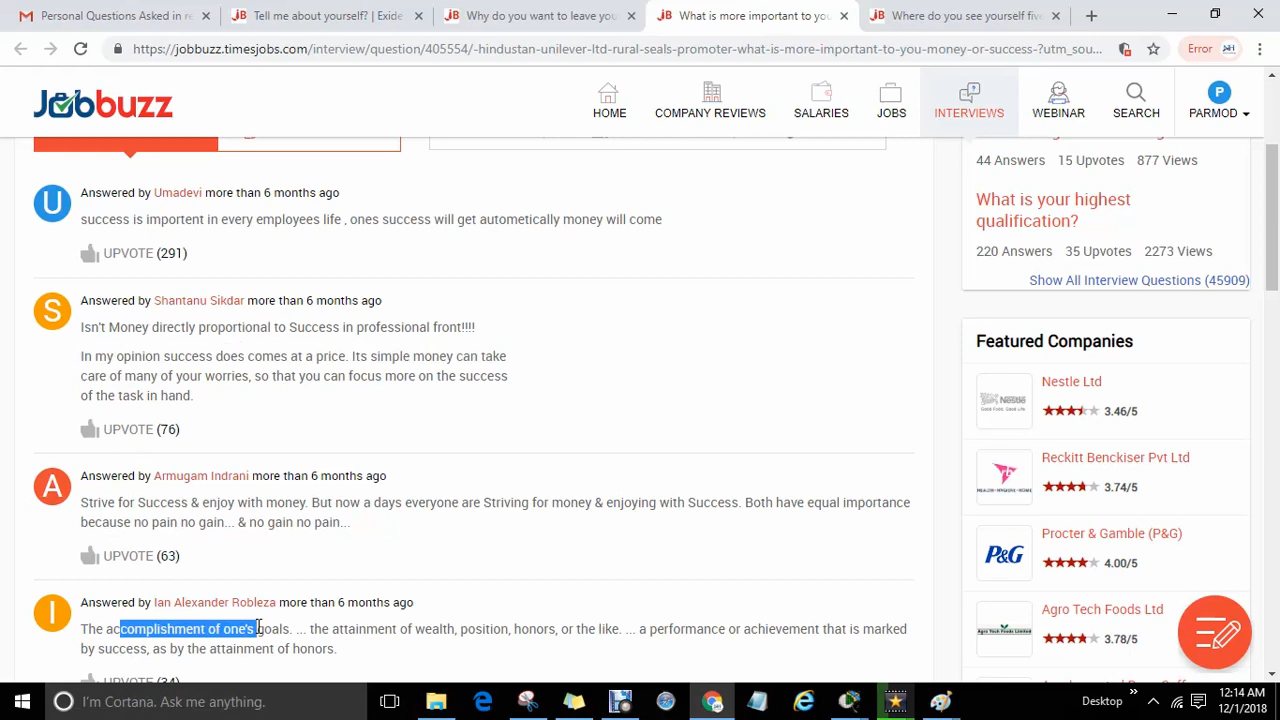 Personal Questions Asked in re
Tell me about yourself? | Exide
Why do you want to leave you
What is more important to you
Where do you see yourself five
https://jobbuzz.timesjobs.com/interview/question/405554/-hindustan-unilever-ltd-rural-seals-promoter-what-is-more-important-to-you-money-or-success-?utm_sou...
Error
Jobbuzz
HOME
COMPANY REVIEWS
SALARIES
JOBS
INTERVIEWS
WEBINAR
SEARCH
P
PARMOD
U
Answered by Umadevi more than 6 months ago
success is importent in every employees life , ones success will get autometically money will come
UPVOTE (291)
S
Answered by Shantanu Sikdar more than 6 months ago
Isn't Money directly proportional to Success in professional front!!!!
In my opinion success does comes at a price. Its simple money can take
care of many of your worries, so that you can focus more on the success
of the task in hand.
UPVOTE (76)
A
Answered by Armugam Indrani more than 6 months ago
Strive for Success & enjoy with money. But now a days everyone are Striving for money & enjoying with Success. Both have equal importance
because no pain no gain... & no gain no pain...
UPVOTE (63)
I
Answered by Ian Alexander Robleza more than 6 months ago
The accomplishment of one's goals. ... the attainment of wealth, position, honors, or the like. ... a performance or achievement that is marked
by success, as by the attainment of honors.
UPVOTE (34)
44 Answers 15 Upvotes 877 Views
What is your highest
qualification?
220 Answers 35 Upvotes 2273 Views
Show All Interview Questions (45909)
Featured Companies
Nestle
Nestle Ltd
3.46/5
Reckitt Benckiser Pvt Ltd
HEALTH • HYGIENE • HOME
3.74/5
P&G
Procter & Gamble (P&G)
4.00/5
Agro Tech Foods Ltd
Agro Tech Foods Limited
3.78/5
I'm Cortana. Ask me anything.
Desktop
12:14 AM
12/1/2018